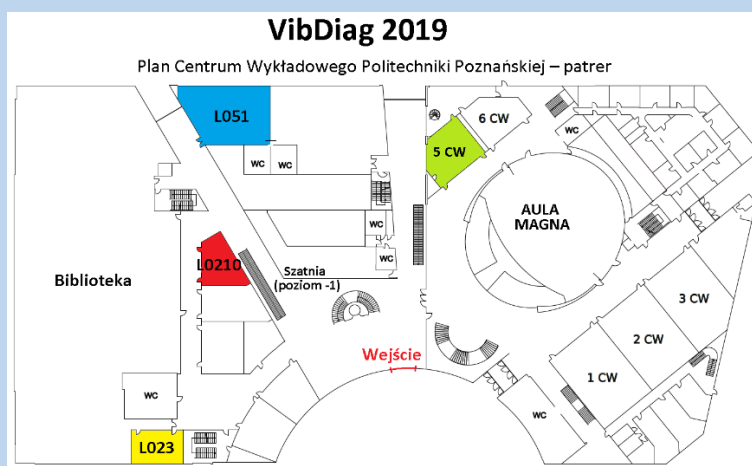 VibDiag 2019
Plan Centrum Wykładowego Politechniki Poznańskiej – patrer
L051
5 CW
6 CW
WC
WC
WC
WC
AULA
MAGNA
L0210
Biblioteka
Szatnia
(poziom -1)
WC
3 CW
2 CW
1 CW
Wejście
WC
WC
L023